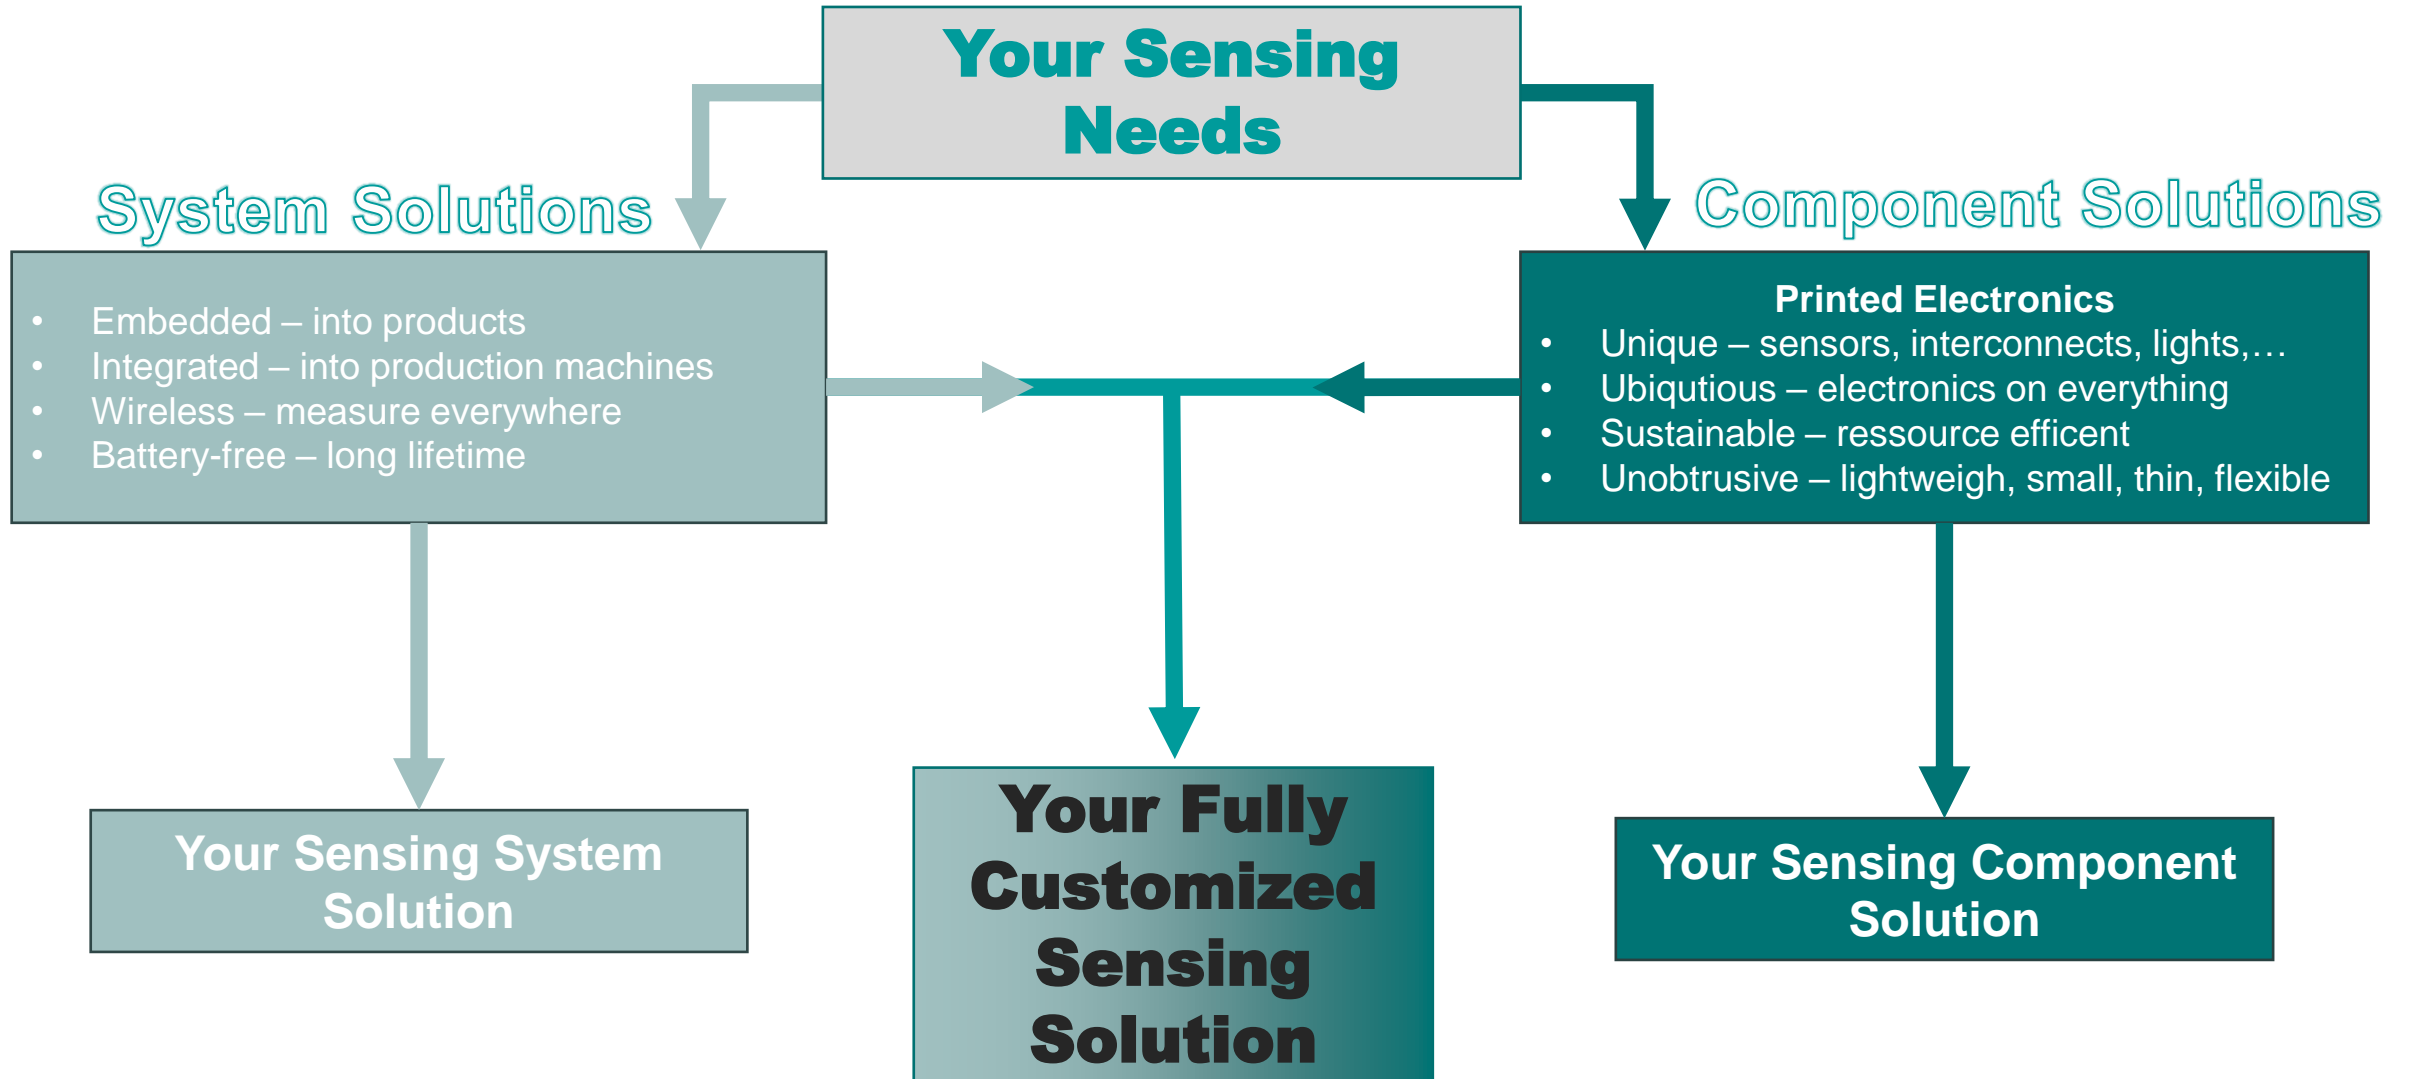 Your Sensing
Needs
System Solutions
• Embedded – into products
• Integrated – into production machines
• Wireless – measure everywhere
• Battery-free – long lifetime
Component Solutions
Printed Electronics
• Unique – sensors, interconnects, lights,…
• Ubiqutious – electronics on everything
• Sustainable – ressource efficent
• Unobtrusive – lightweigh, small, thin, flexible
Your Sensing System
Solution
Your Fully
Customized
Sensing
Solution
Your Sensing Component
Solution